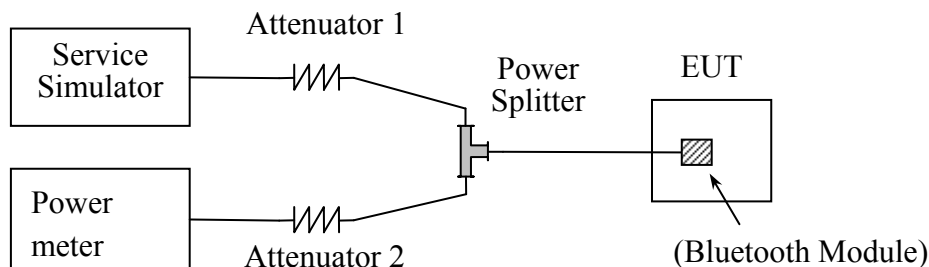 Attenuator 1
Service
Simulator
Power
Splitter
EUT
Power
meter
Attenuator 2
(Bluetooth Module)